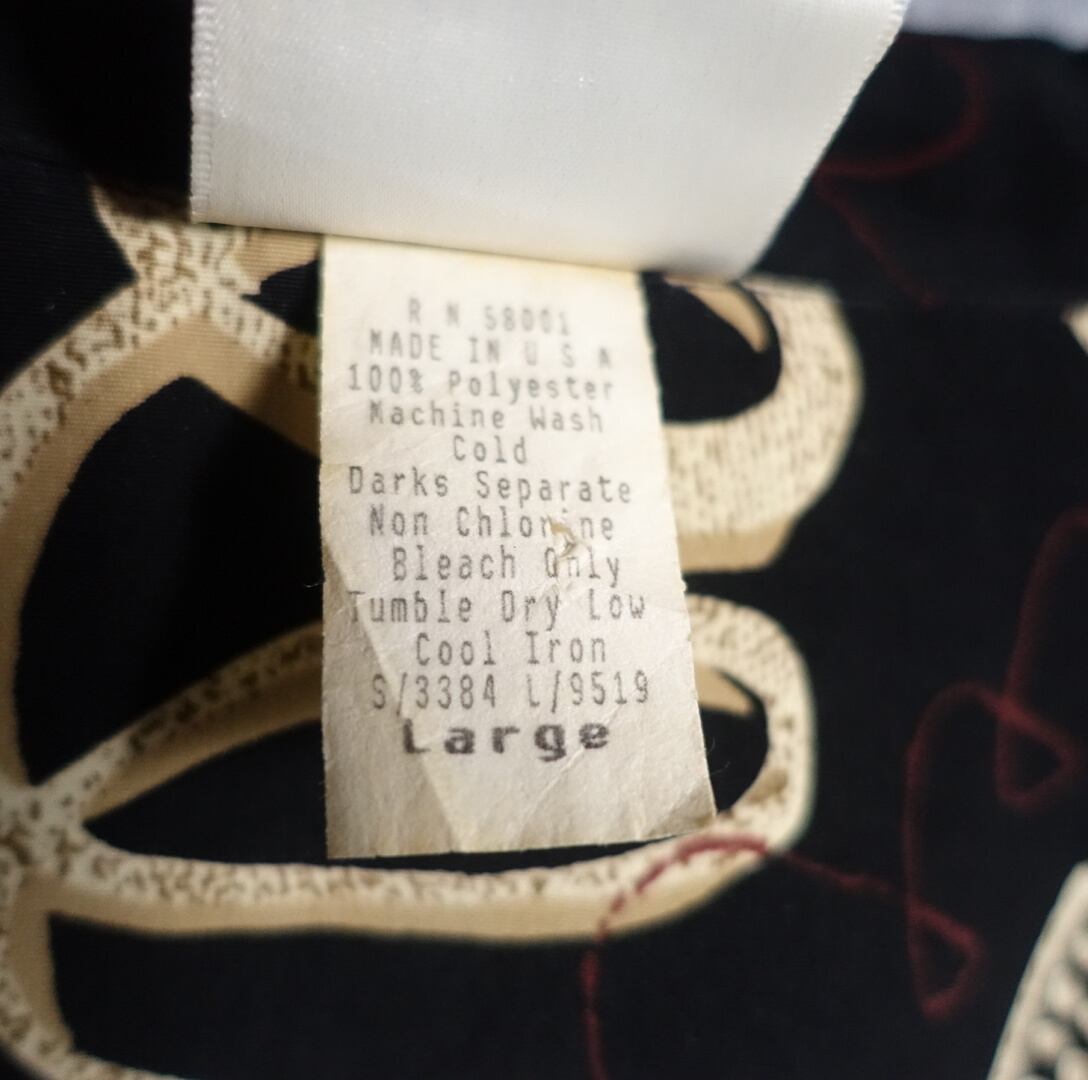 R N 58001
MADE IN U S A
100% Polyester
Machine Wash
Cold
Darks Separate
Non Chlorine
Bleach Only
Tumble Dry Low
Cool Iron
S/3384 L/9519
Large